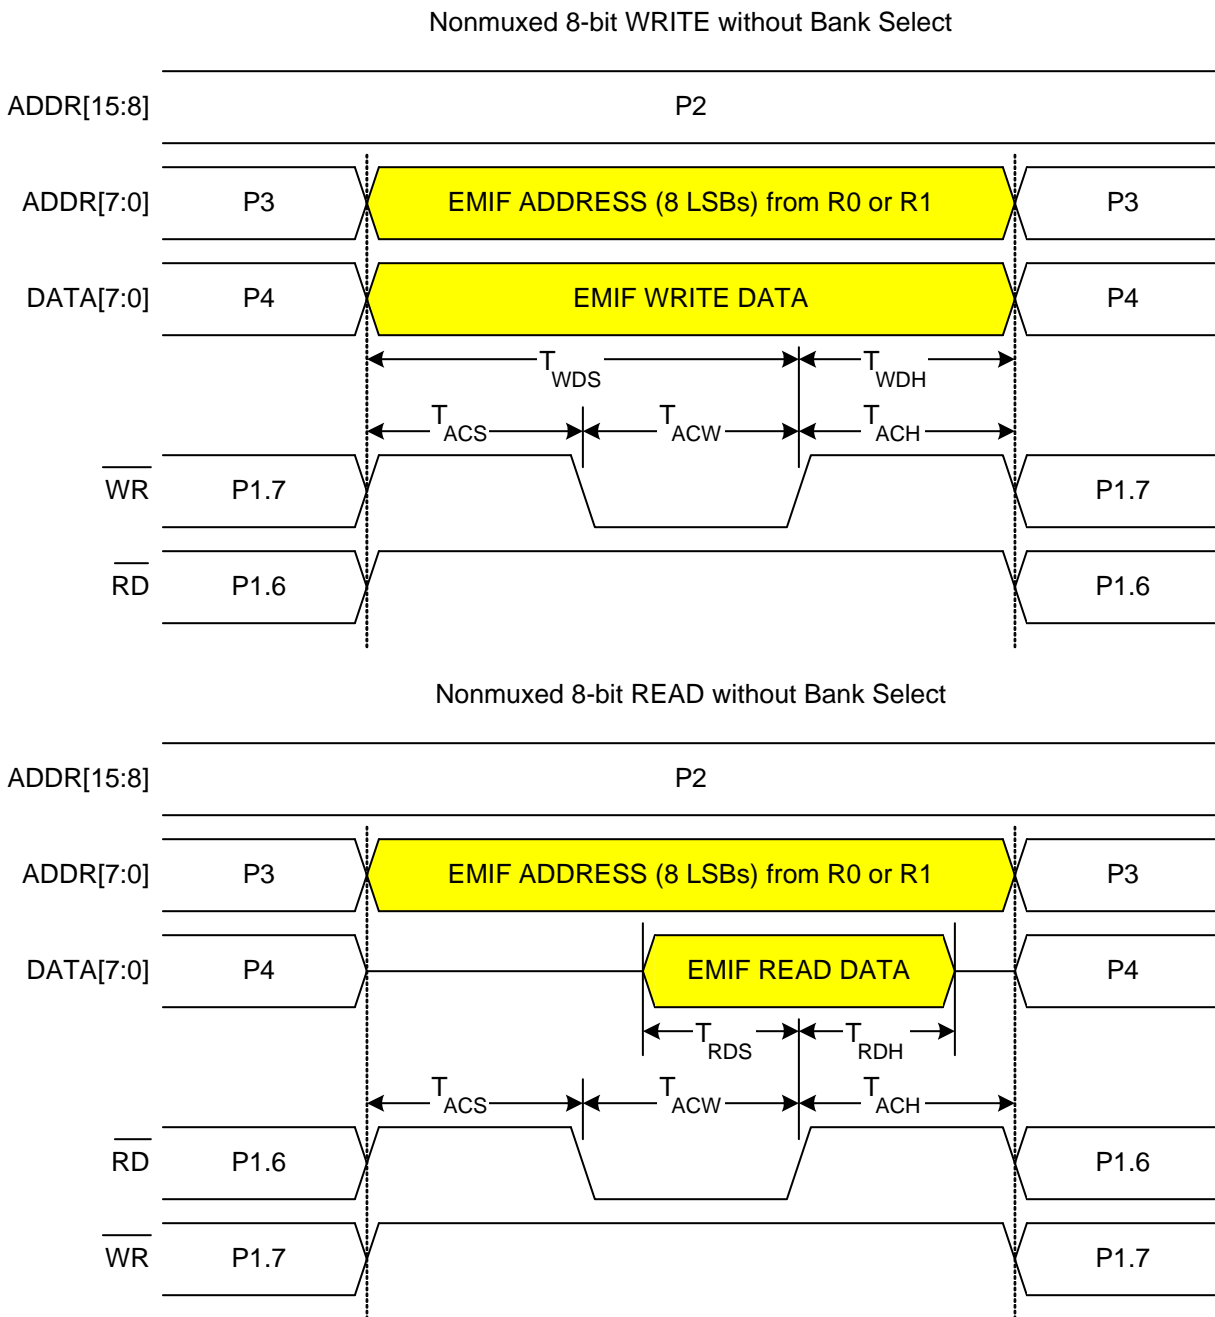 Nonmuxed 8-bit WRITE without Bank Select
ADDR[15:8] P2
ADDR[7:0] P3 EMIF ADDRESS (8 LSBs) from R0 or R1 P3
DATA[7:0] P4 EMIF WRITE DATA P4
TWDS TWDH
TACS TACW TACH
WR P1.7 P1.7
RD P1.6 P1.6
Nonmuxed 8-bit READ without Bank Select
ADDR[15:8] P2
ADDR[7:0] P3 EMIF ADDRESS (8 LSBs) from R0 or R1 P3
DATA[7:0] P4 EMIF READ DATA P4
TRDS TRDH
TACS TACW TACH
RD P1.6 P1.6
WR P1.7 P1.7